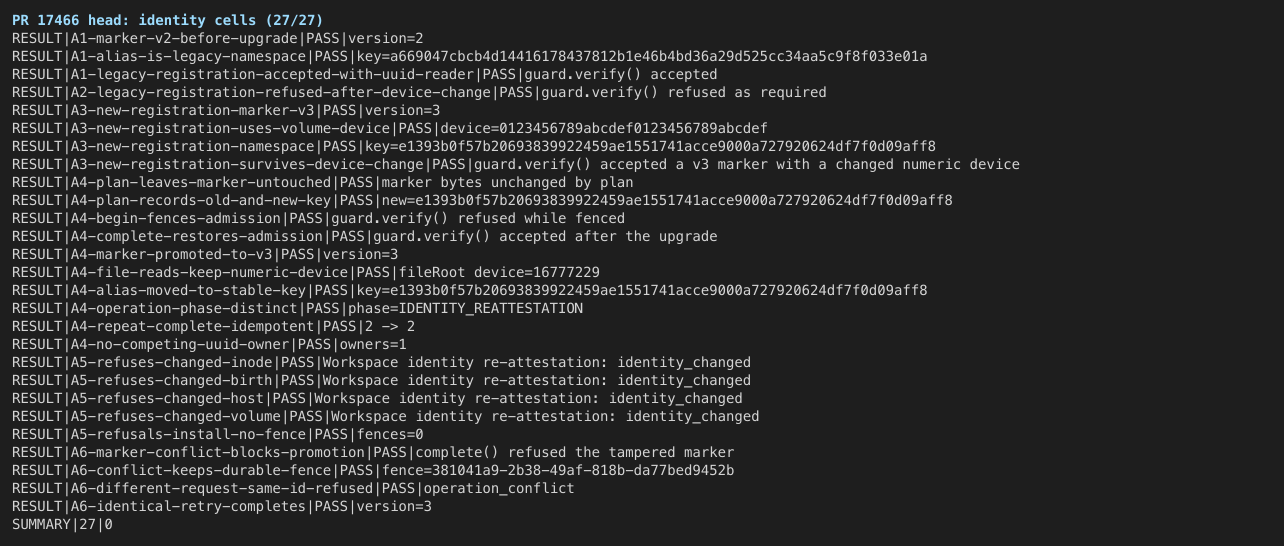 PR 17466 head: identity cells (27/27)
RESULT|A1-marker-v2-before-upgrade|PASS|version=2
RESULT|A1-alias-is-legacy-namespace|PASS|key=a669047cbcb4d14416178437812b1e46b4bd36a29d525cc34aa5c9f8f033e01a
RESULT|A1-legacy-registration-accepted-with-uuid-reader|PASS|guard.verify() accepted
RESULT|A2-legacy-registration-refused-after-device-change|PASS|guard.verify() refused as required
RESULT|A3-new-registration-marker-v3|PASS|version=3
RESULT|A3-new-registration-uses-volume-device|PASS|device=0123456789abcdef0123456789abcdef
RESULT|A3-new-registration-namespace|PASS|key=e1393b0f57b20693839922459ae1551741acce9000a727920624df7f0d09aff8
RESULT|A3-new-registration-survives-device-change|PASS|guard.verify() accepted a v3 marker with a changed numeric device
RESULT|A4-plan-leaves-marker-untouched|PASS|marker bytes unchanged by plan
RESULT|A4-plan-records-old-and-new-key|PASS|new=e1393b0f57b20693839922459ae1551741acce9000a727920624df7f0d09aff8
RESULT|A4-begin-fences-admission|PASS|guard.verify() refused while fenced
RESULT|A4-complete-restores-admission|PASS|guard.verify() accepted after the upgrade
RESULT|A4-marker-promoted-to-v3|PASS|version=3
RESULT|A4-file-reads-keep-numeric-device|PASS|fileRoot device=16777229
RESULT|A4-alias-moved-to-stable-key|PASS|key=e1393b0f57b20693839922459ae1551741acce9000a727920624df7f0d09aff8
RESULT|A4-operation-phase-distinct|PASS|phase=IDENTITY_REATTESTATION
RESULT|A4-repeat-complete-idempotent|PASS|2 -> 2
RESULT|A4-no-competing-uuid-owner|PASS|owners=1
RESULT|A5-refuses-changed-inode|PASS|Workspace identity re-attestation: identity_changed
RESULT|A5-refuses-changed-birth|PASS|Workspace identity re-attestation: identity_changed
RESULT|A5-refuses-changed-host|PASS|Workspace identity re-attestation: identity_changed
RESULT|A5-refuses-changed-volume|PASS|Workspace identity re-attestation: identity_changed
RESULT|A5-refusals-install-no-fence|PASS|fences=0
RESULT|A6-marker-conflict-blocks-promotion|PASS|complete() refused the tampered marker
RESULT|A6-conflict-keeps-durable-fence|PASS|fence=381041a9-2b38-49af-818b-da77bed9452b
RESULT|A6-different-request-same-id-refused|PASS|operation_conflict
RESULT|A6-identical-retry-completes|PASS|version=3
SUMMARY|27|0